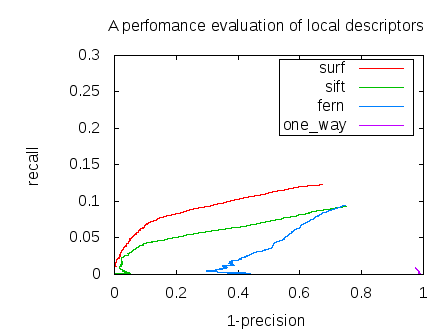 A perfomance evaluation of local descriptors
0.3
surf
sift
fern
one_way
0.25
0.2
0.15
0.1
0.05
0
recall
0
0.2
0.4
0.6
0.8
1
1-precision